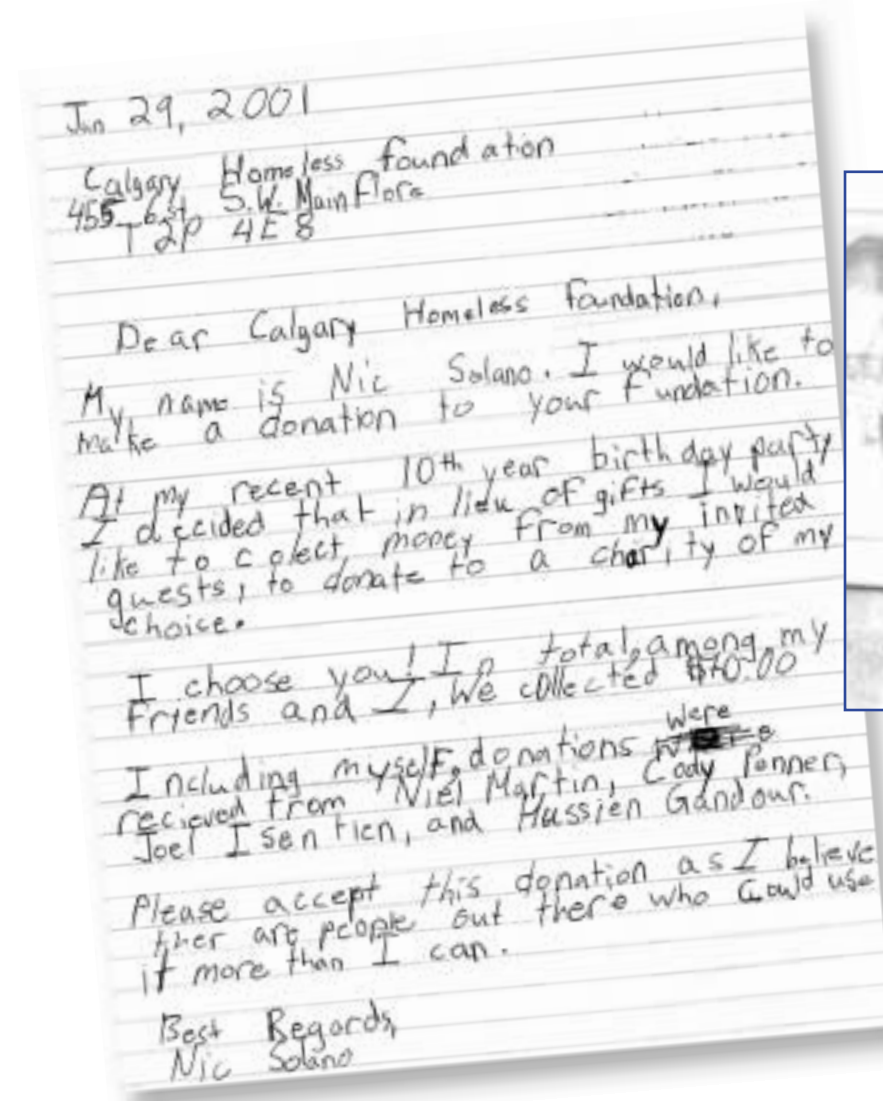 Jan 29, 2001
Calgary Homeless foundation
455 6st S.W. Main flore
T2P 4E8
Dear Calgary Homeless foundation,
My name is Nic Solano. I would like to
make a donation to your fundation.
At my recent 10th year birthday party
I decided that in lieu of gifts I would
like to colect money from my invited
guests, to donate to a charity of my
choice.
I choose you! In total, among my
friends and I, we collected
Including myself, donations were
recieved from Niel Martin, Cody Penner,
Joel Isentien, and Hussien Gandour.
Please accept this donation as I believe
ther are people out there who could use
it more than I can.
Best Regards,
Nic Solano